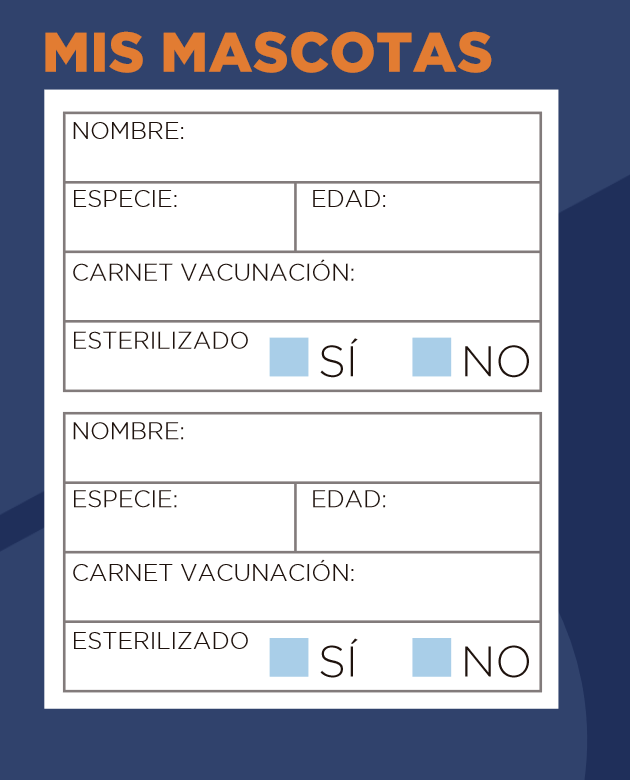 MIS MASCOTAS
NOMBRE:
ESPECIE: EDAD:
CARNET VACUNACIÓN:
ESTERILIZADO SÍ NO
NOMBRE:
ESPECIE: EDAD:
CARNET VACUNACIÓN:
ESTERILIZADO SÍ NO